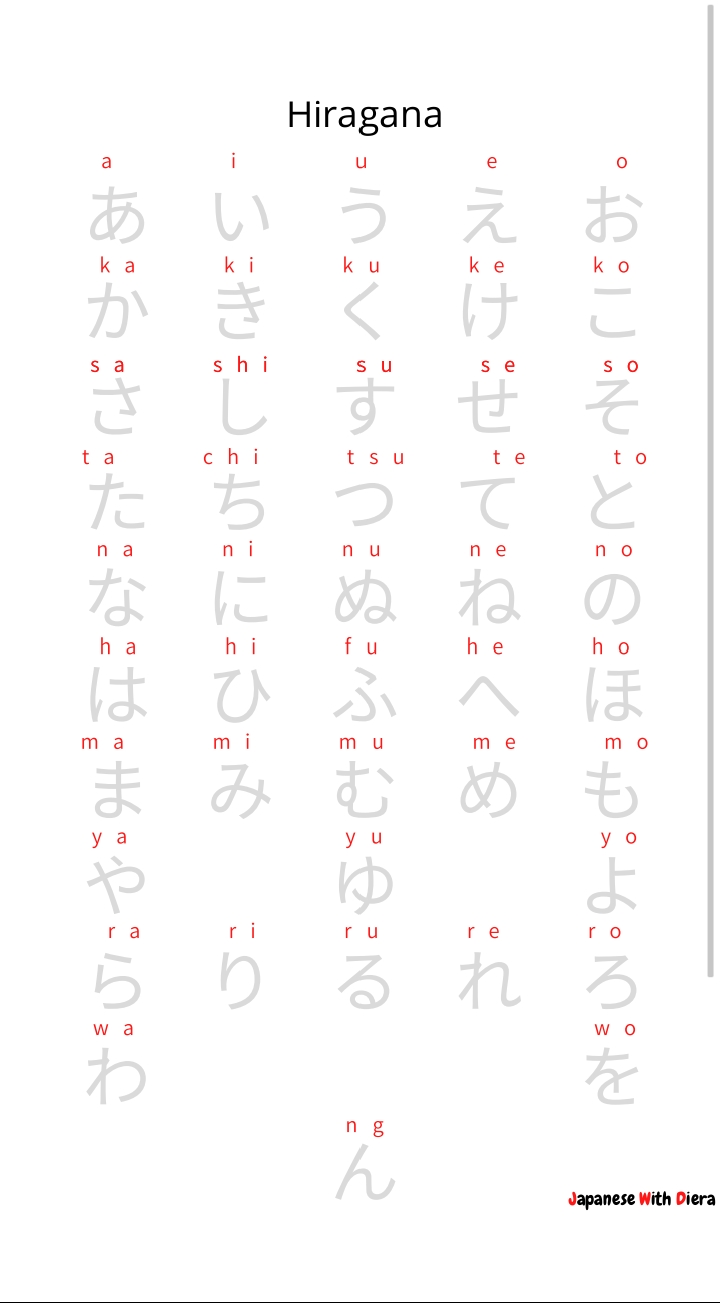 Hiragana
a i u e o
あ い う え お
ka ki ku ke ko
か き く け こ
sa shi su se so
さ し す せ そ
ta chi tsu te to
た ち つ て と
na ni nu ne no
な に ぬ ね の
ha hi fu he ho
は ひ ふ へ ほ
ma mi mu me mo
ま み む め も
ya yu yo
や ゆ よ
ra ri ru re ro
ら り る れ ろ
wa wo
わ を
ng
ん
Japanese With Diera